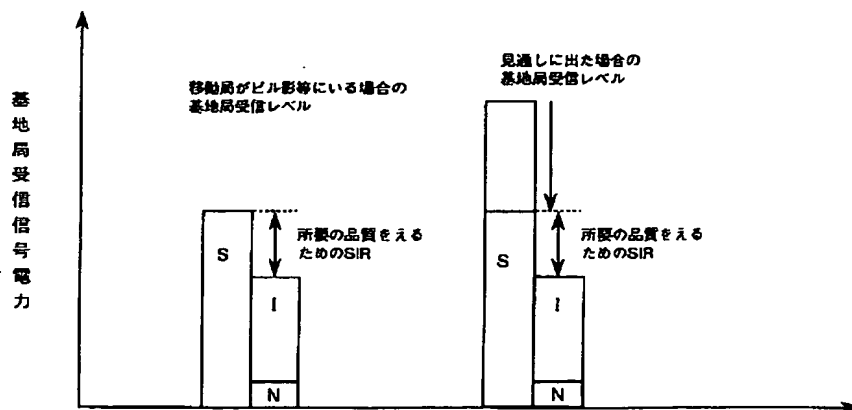 基地局受信信号電力
移動局がビル影等にいる場合の
基地局受信レベル
見通しに出た場合の
基地局受信レベル
S
所要の品質をえる
ためのSIR
I
N
S
所要の品質をえる
ためのSIR
I
N